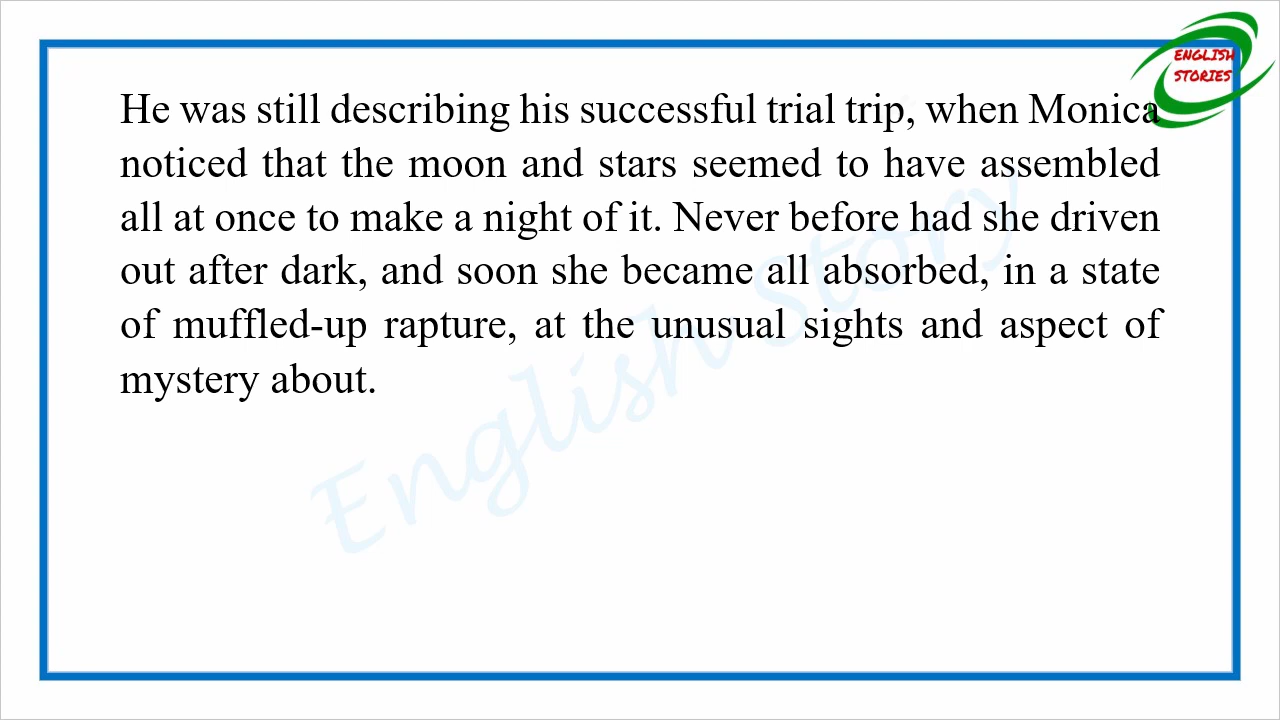 ENGLISH
STORIES
He was still describing his successful trial trip, when Monica
noticed that the moon and stars seemed to have assembled
all at once to make a night of it. Never before had she driven
out after dark, and soon she became all absorbed, in a state
of muffled-up rapture, at the unusual sights and aspect of
mystery about.
English Story